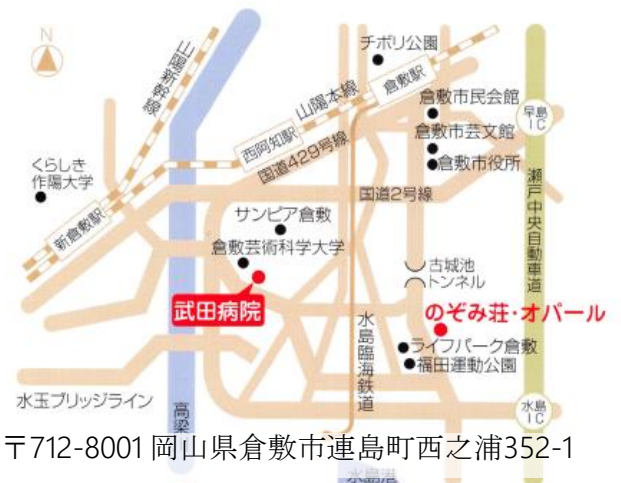 N
チボリ公園
山陽新幹線
山陽本線
倉敷駅
倉敷市民会館
早島
IC
倉敷市芸文館
西阿知駅
国道429号線
倉敷市役所
くらしき
作陽大学
国道2号線
瀬戸中央自動車道
サンピア倉敷
新倉敷駅
倉敷芸術科学大学
古城池
トンネル
武田病院
のぞみ荘・オパール
水島臨海鉄道
ライフパーク倉敷
福田運動公園
水玉ブリッジライン
高梁
水島
IC
〒712-8001 岡山県倉敷市連島町西之浦352-1
水島港